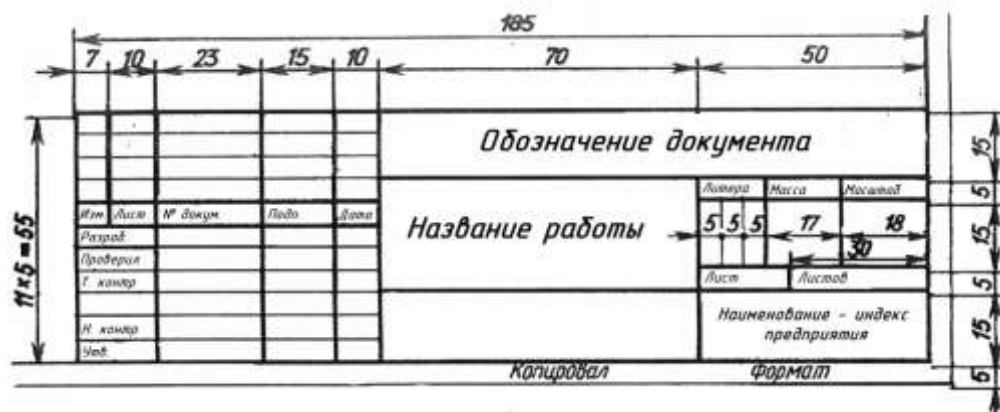 185
7 10 23 15 10 70 50
Обозначение документа
15
Литера Масса Масштаб
5
Изм Лист № докум. Подп Дата
Название работы
5 5 5 17 18
15
30
Разраб.
Проверил
Т. контр
Лист Листов
5
11×5=55
Наименование - индекс
предприятия
15
Н. контр
Утв.
Копировал Формат
5